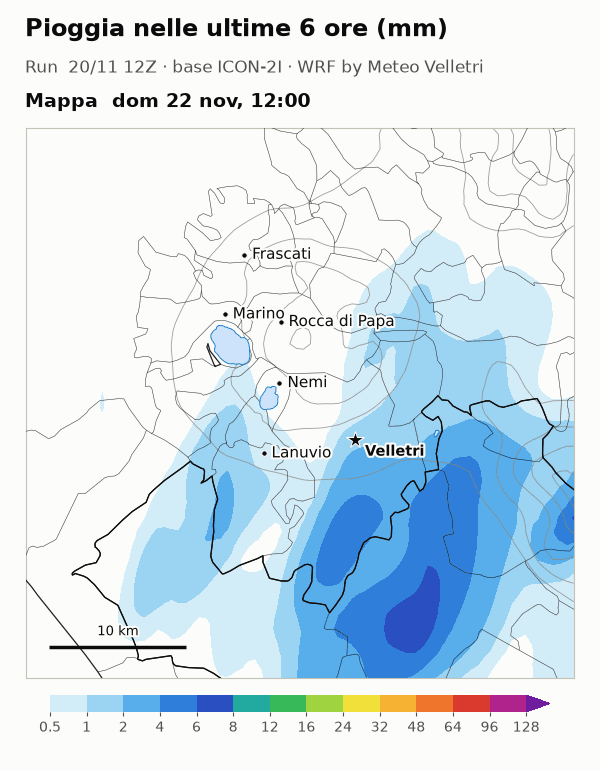 Pioggia nelle ultime 6 ore (mm)
Run  20/11 12Z · base ICON-2I · WRF by Meteo Velletri
Mappa  dom 22 nov, 12:00
Frascati
Marino
Rocca di Papa
Nemi
Velletri
Lanuvio
10 km
0.5 1 2 4 6 8 12 16 24 32 48 64 96 128